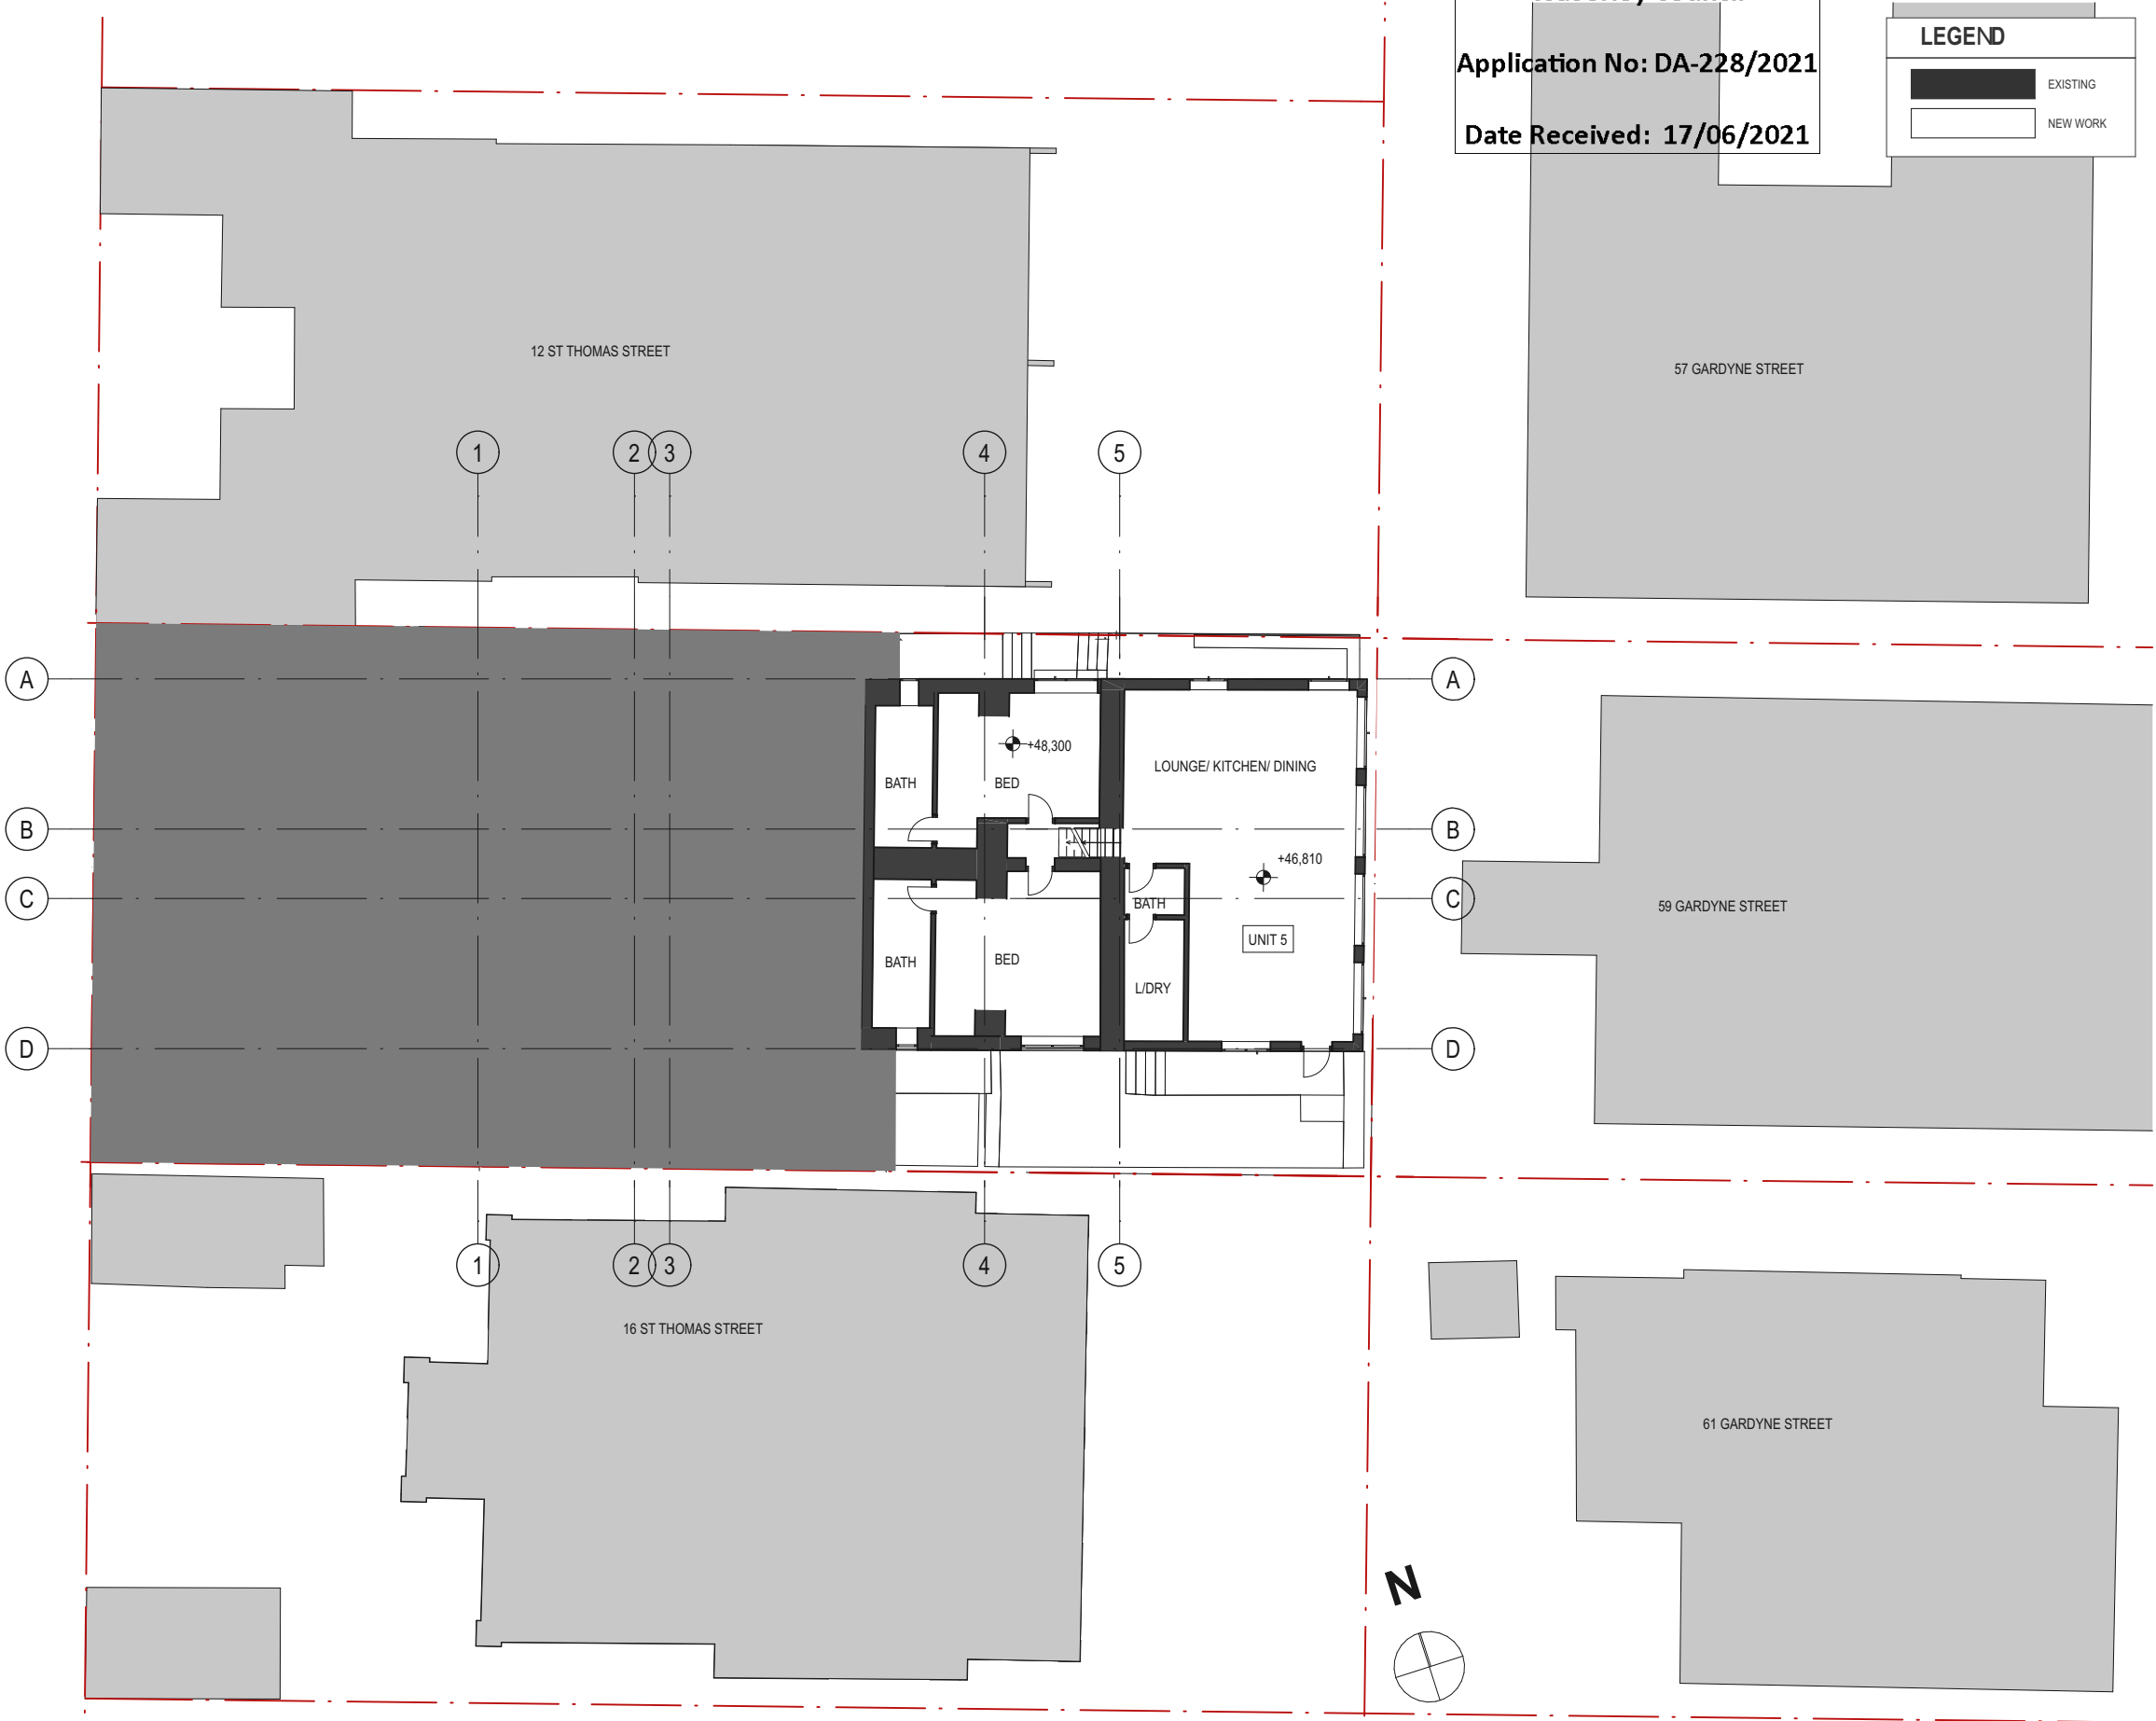 Application No: DA-228/2021
Date Received: 17/06/2021
LEGEND
EXISTING
NEW WORK
12 ST THOMAS STREET
57 GARDYNE STREET
1
2
3
4
5
A
A
+48,300
LOUNGE/ KITCHEN/ DINING
BATH
BED
B
B
+46,810
C
BATH
C
59 GARDYNE STREET
UNIT 5
BATH
BED
L/DRY
D
D
1
2
3
4
5
16 ST THOMAS STREET
61 GARDYNE STREET
N